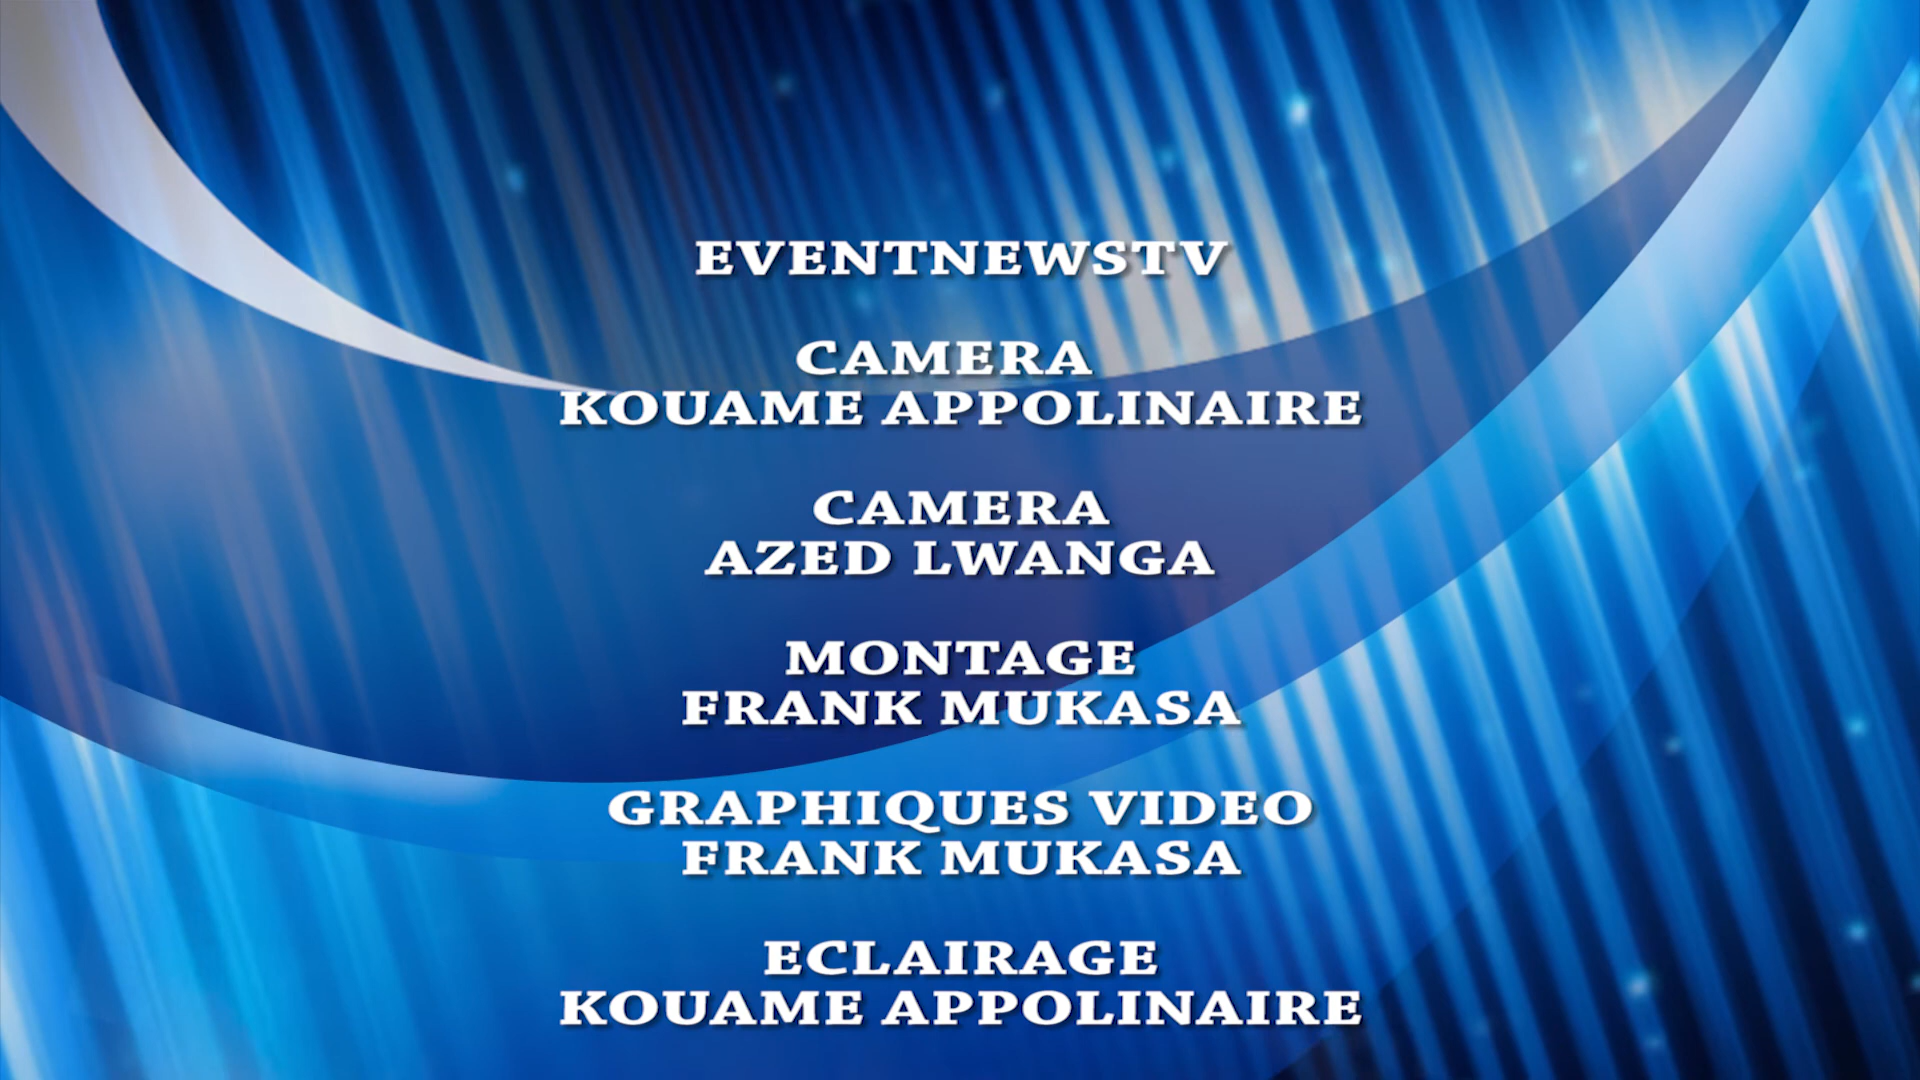 EVENTNEWSTV
CAMERA
KOUAME APPOLINAIRE
CAMERA
AZED LWANGA
MONTAGE
FRANK MUKASA
GRAPHIQUES VIDEO
FRANK MUKASA
ECLAIRAGE
KOUAME APPOLINAIRE